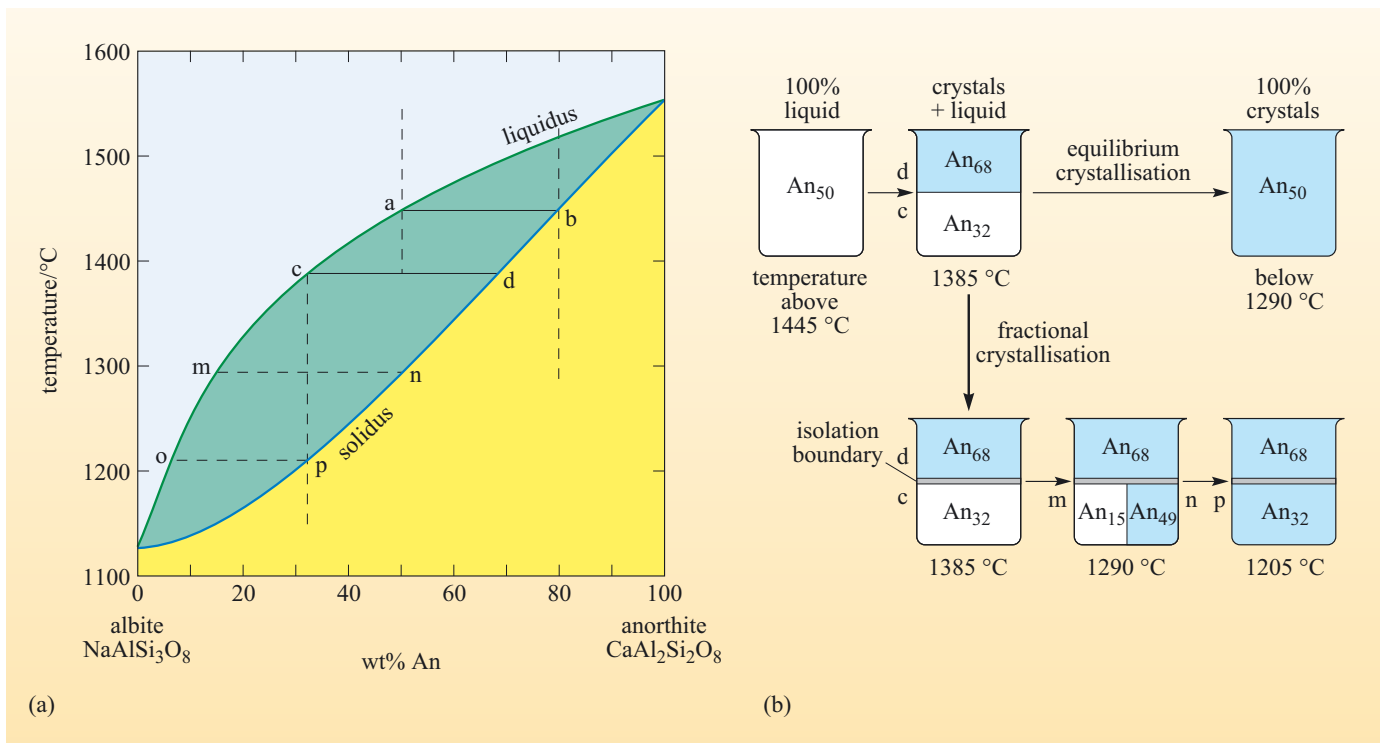 1600
1500
1400
1300
1200
1100
temperature/°C
liquidus
solidus
a
b
c
d
m
n
o
p
0
20
40
60
80
100
albite
NaAlSi₃O₈
wt% An
anorthite
CaAl₂Si₂O₈
(a)
100%
liquid
An₅₀
temperature
above
1445 °C
d
c
crystals
+ liquid
An₆₈
An₃₂
1385 °C
equilibrium
crystallisation
100%
crystals
An₅₀
below
1290 °C
fractional
crystallisation
isolation
boundary
d
c
An₆₈
An₃₂
1385 °C
m
An₆₈
An₁₅
An₄₉
1290 °C
n
p
An₆₈
An₃₂
1205 °C
(b)